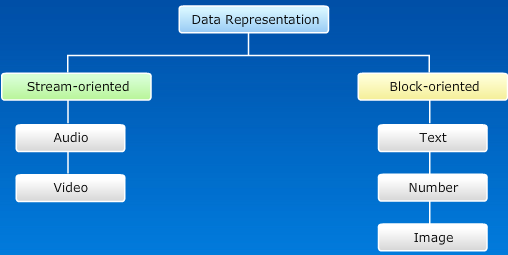 Data Representation
Stream-oriented
Block-oriented
Audio
Text
Video
Number
Image